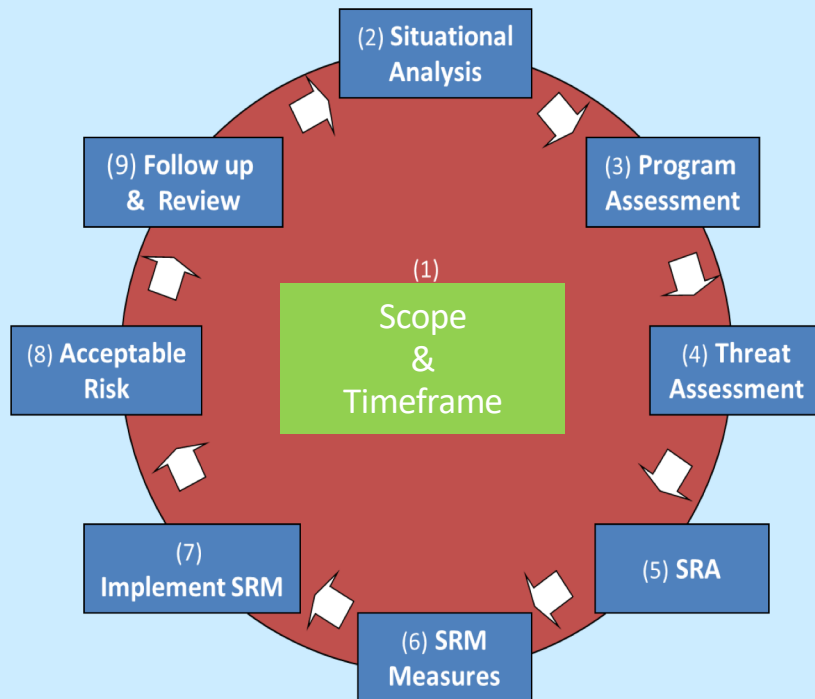 (1)
Scope
&
Timeframe
(2) Situational
Analysis
(3) Program
Assessment
(4) Threat
Assessment
(5) SRA
(6) SRM
Measures
(7)
Implement SRM
(8) Acceptable
Risk
(9) Follow up
& Review